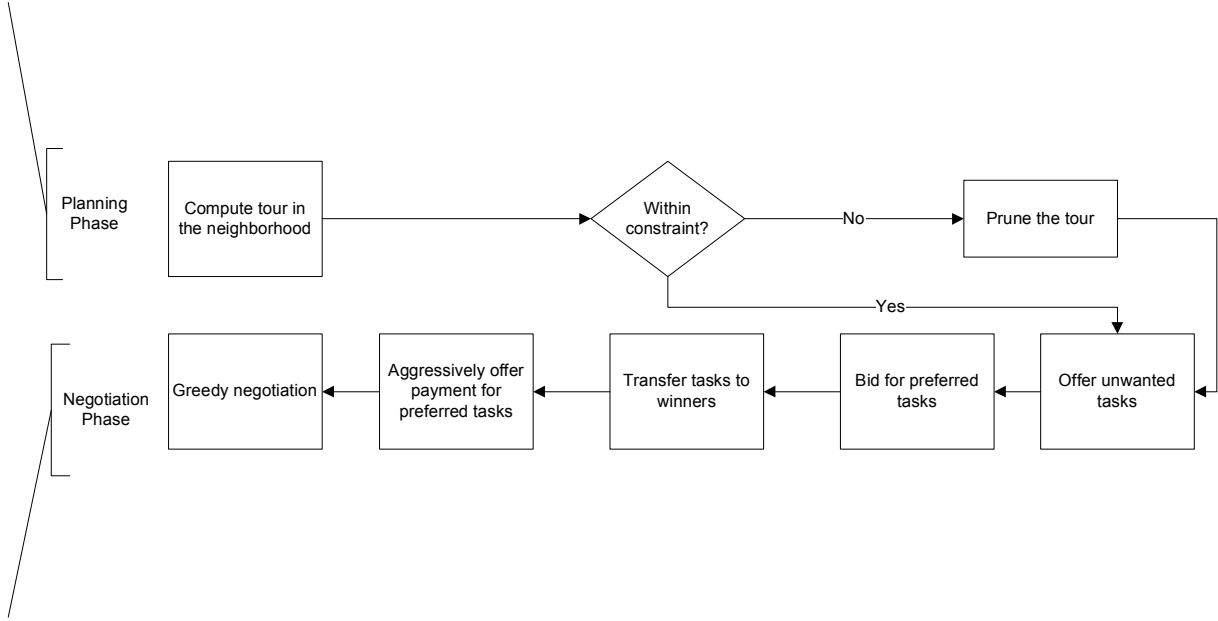 Planning
Phase
Compute tour in
the neighborhood
Within
constraint?
No
Prune the tour
Yes
Negotiation
Phase
Greedy negotiation
Aggressively offer
payment for
preferred tasks
Transfer tasks to
winners
Bid for preferred
tasks
Offer unwanted
tasks